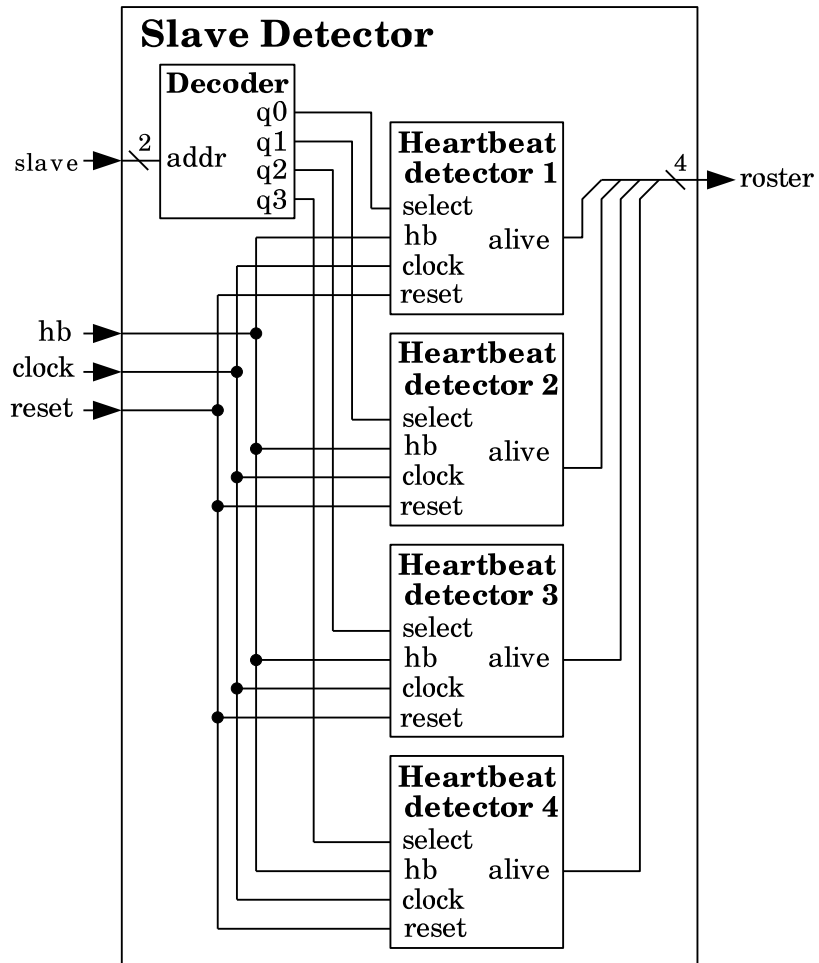 Slave Detector
Decoder
q0
q1
q2
q3
addr
2
slave
hb
clock
reset
Heartbeat
detector 1
select
hb
clock
reset
alive
4
roster
Heartbeat
detector 2
select
hb
clock
reset
alive
Heartbeat
detector 3
select
hb
clock
reset
alive
Heartbeat
detector 4
select
hb
clock
reset
alive